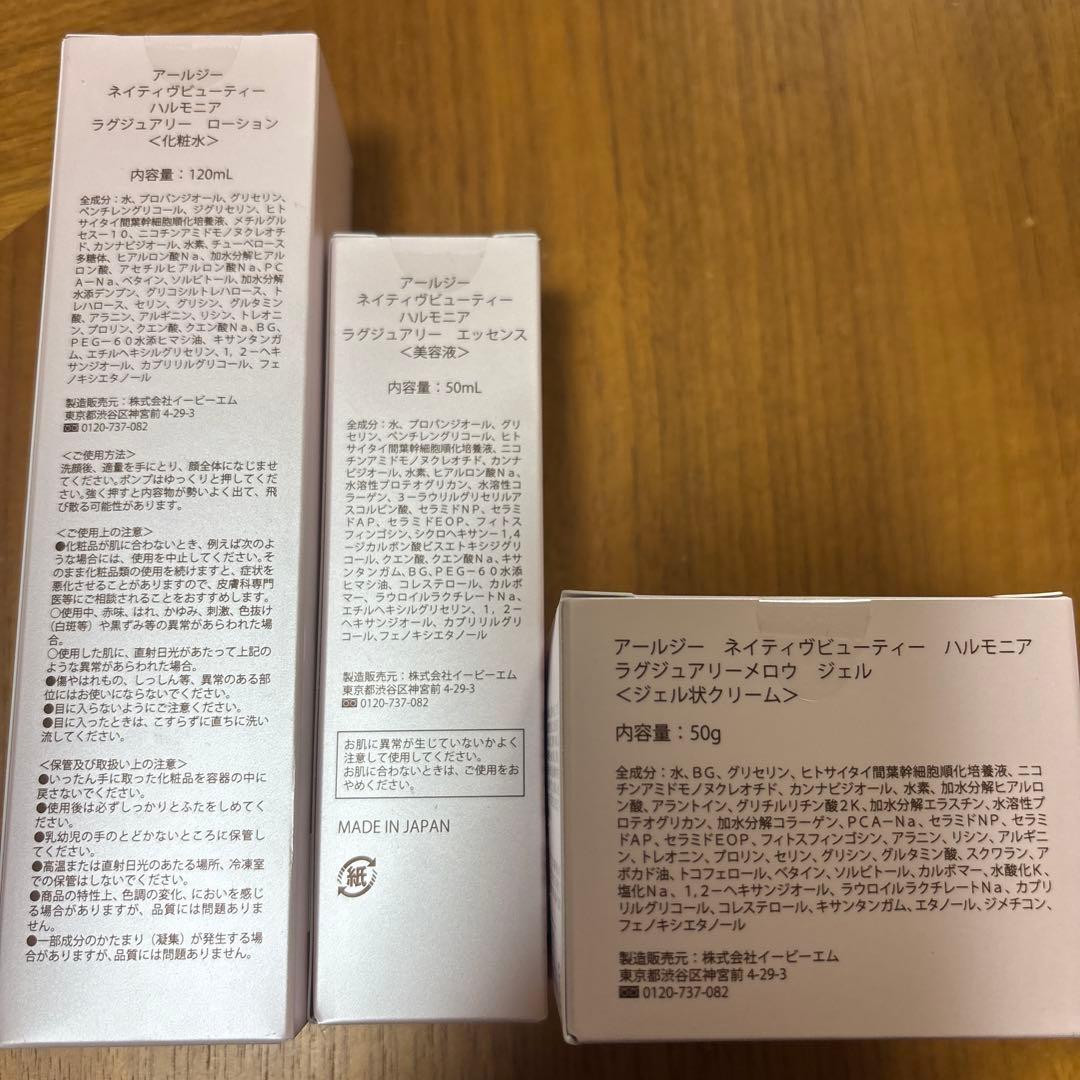 アールジー
ネイティヴビューティー
ハルモニア
ラグジュアリー　ローション
＜化粧水＞
内容量：120mL
全成分：水、プロパンジオール、グリセリン、
ペンチレングリコール、ジグリセリン、ヒト
サイタイ間葉幹細胞順化培養液、メチルグル
セス－１０、ニコチンアミドモノヌクレオチ
ド、カンナビジオール、水素、チューベロース
多糖体、ヒアルロン酸Ｎａ、加水分解ヒアル
ロン酸、アセチルヒアルロン酸Ｎａ、ＰＣ
Ａ－Ｎａ、ベタイン、ソルビトール、加水分解
水添デンプン、グリコシルトレハロース、ト
レハロース、セリン、グリシン、グルタミン
酸、アラニン、アルギニン、リシン、トレオニ
ン、プロリン、クエン酸、クエン酸Ｎａ、ＢＧ、
ＰＥＧ－６０水添ヒマシ油、キサンタンガ
ム、エチルヘキシルグリセリン、１，２－ヘキ
サンジオール、カプリリルグリコール、フェ
ノキシエタノール
製造販売元：株式会社イービーエム
東京都渋谷区神宮前 4-29-3
0120-737-082
＜ご使用方法＞
洗顔後、適量を手にとり、顔全体になじませ
てください。ポンプはゆっくりと押してくだ
さい。強く押すと内容物が勢いよく出て、飛
び散る可能性があります。
＜ご使用上の注意＞
●化粧品が肌に合わないとき、例えば次のよ
うな場合には、使用を中止してください。そ
のまま化粧品類の使用を続けますと、症状を
悪化させることがありますので、皮膚科専門
医等にご相談されることをおすすめします。
○使用中、赤味、はれ、かゆみ、刺激、色抜け
（白斑等）や黒ずみ等の異常があらわれた場
合。
○使用した肌に、直射日光があたって上記の
ような異常があらわれた場合。
●傷やはれもの、しっしん等、異常のある部
位にはお使いにならないでください。
●目に入らないようにご注意ください。
●目に入ったときは、こすらずに直ちに洗い
流してください。
＜保管及び取扱い上の注意＞
●いったん手に取った化粧品を容器の中に
戻さないでください。
●使用後は必ずしっかりとふたをしめてく
ださい。
●乳幼児の手のとどかないところに保管し
てください。
●高温または直射日光のあたる場所、冷凍室
での保管はしないでください。
●商品の特性上、色調の変化、においを感じ
る場合がありますが、品質には問題ありま
せん。
●一部成分のかたまり（凝集）が発生する場
合がありますが、品質には問題ありません。
アールジー
ネイティヴビューティー
ハルモニア
ラグジュアリー　エッセンス
＜美容液＞
内容量：50mL
全成分：水、プロパンジオール、グリ
セリン、ペンチレングリコール、ヒト
サイタイ間葉幹細胞順化培養液、ニコ
チンアミドモノヌクレオチド、カンナ
ビジオール、水素、ヒアルロン酸Ｎａ、
水溶性プロテオグリカン、水溶性コ
ラーゲン、３－ラウリルグリセリルア
スコルビン酸、セラミドＮＰ、セラミ
ドＡＰ、セラミドＥＯＰ、フィトス
フィンゴシン、シクロヘキサン－１，４
－ジカルボン酸ビスエトキシジグリ
コール、クエン酸、クエン酸Ｎａ、キサ
ンタンガム、ＢＧ、ＰＥＧ－６０水添
ヒマシ油、コレステロール、カルボ
マー、ラウロイルラクチレートＮａ、
エチルヘキシルグリセリン、１，２－
ヘキサンジオール、カプリリルグリ
コール、フェノキシエタノール
製造販売元：株式会社イービーエム
東京都渋谷区神宮前 4-29-3
0120-737-082
お肌に異常が生じていないかよく
注意して使用してください。
お肌に合わないときは、ご使用をお
やめください。
MADE IN JAPAN
紙
アールジー　ネイティヴビューティー　ハルモニア
ラグジュアリーメロウ　ジェル
＜ジェル状クリーム＞
内容量：50g
全成分：水、ＢＧ、グリセリン、ヒトサイタイ間葉幹細胞順化培養液、ニコ
チンアミドモノヌクレオチド、カンナビジオール、水素、加水分解ヒアルロ
ン酸、アラントイン、グリチルリチン酸２Ｋ、加水分解エラスチン、水溶性プ
ロテオグリカン、加水分解コラーゲン、ＰＣＡ－Ｎａ、セラミドＮＰ、セラミ
ドＡＰ、セラミドＥＯＰ、フィトスフィンゴシン、アラニン、リシン、アルギニ
ン、トレオニン、プロリン、セリン、グリシン、グルタミン酸、スクワラン、ア
ボカド油、トコフェロール、ベタイン、ソルビトール、カルボマー、水酸化Ｋ、
塩化Ｎａ、１，２－ヘキサンジオール、ラウロイルラクチレートＮａ、カプリ
リルグリコール、コレステロール、キサンタンガム、エタノール、ジメチコン、
フェノキシエタノール
製造販売元：株式会社イービーエム
東京都渋谷区神宮前 4-29-3
0120-737-082